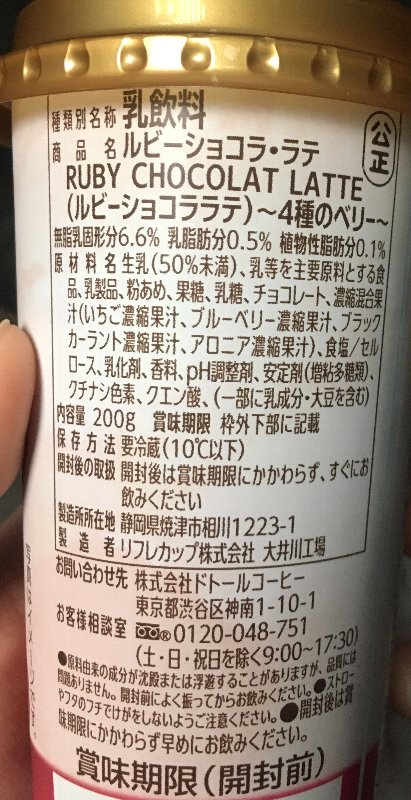 種類別名称 乳飲料
公正
商品名 ルビーショコラ・ラテ
RUBY CHOCOLAT LATTE
(ルビーショコララテ)～4種のベリー～
無脂乳固形分6.6% 乳脂肪分0.5% 植物性脂肪分0.1%
原材料名 生乳(50%未満)、乳等を主要原料とする食
品、乳製品、粉あめ、果糖、乳糖、チョコレート、濃縮混合果
汁(いちご濃縮果汁、ブルーベリー濃縮果汁、ブラック
カーラント濃縮果汁、アロニア濃縮果汁)、食塩/セル
ロース、乳化剤、香料、pH調整剤、安定剤(増粘多糖類)、
クチナシ色素、クエン酸、(一部に乳成分・大豆を含む)
内容量 200g 賞味期限 枠外下部に記載
保存方法 要冷蔵(10℃以下)
開封後の取扱 開封後は賞味期限にかかわらず、すぐにお
飲みください
製造所所在地 静岡県焼津市相川1223-1
製造者 リフレカップ株式会社 大井川工場
お問い合わせ先 株式会社ドトールコーヒー
東京都渋谷区神南1-10-1
お客様相談室 0120-048-751
(土・日・祝日を除く9:00～17:30)
●原料由来の成分が沈殿または浮遊することがありますが、品質には
問題ありません。開封前によく振ってからお飲みください。●ストロー
やフタのフチでけがをしないようご注意ください。●開封後は賞
味期限にかかわらず早めにお飲みください。
賞味期限(開封前)